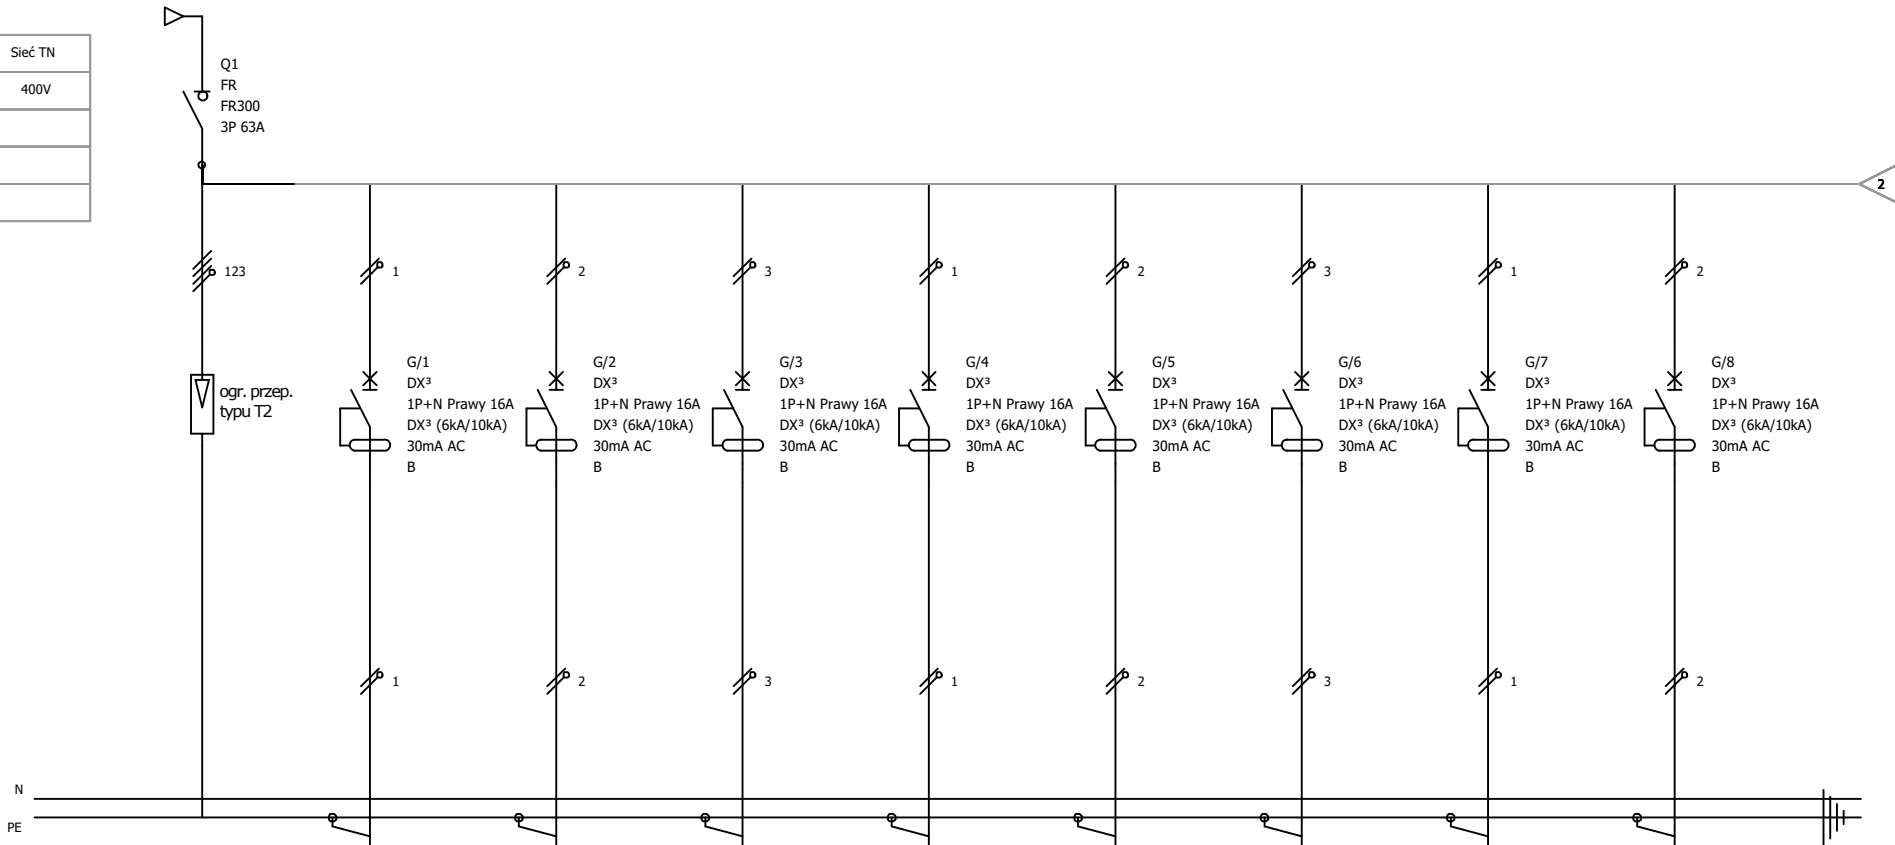 Sieć TN
400V
Q1
FR
FR300
3P 63A
2
123
1
2
3
1
2
3
1
2
ogr. przep.
typu T2
G/1
DX³
1P+N Prawy 16A
DX³ (6kA/10kA)
30mA AC
B
G/2
DX³
1P+N Prawy 16A
DX³ (6kA/10kA)
30mA AC
B
G/3
DX³
1P+N Prawy 16A
DX³ (6kA/10kA)
30mA AC
B
G/4
DX³
1P+N Prawy 16A
DX³ (6kA/10kA)
30mA AC
B
G/5
DX³
1P+N Prawy 16A
DX³ (6kA/10kA)
30mA AC
B
G/6
DX³
1P+N Prawy 16A
DX³ (6kA/10kA)
30mA AC
B
G/7
DX³
1P+N Prawy 16A
DX³ (6kA/10kA)
30mA AC
B
G/8
DX³
1P+N Prawy 16A
DX³ (6kA/10kA)
30mA AC
B
1
2
3
1
2
3
1
2
N
PE